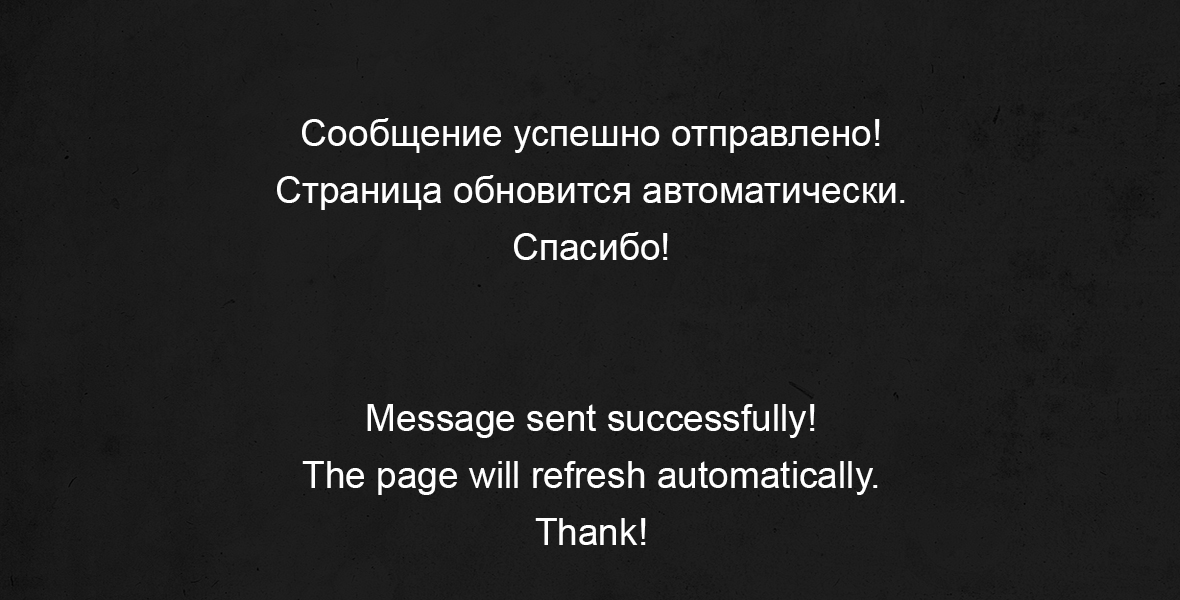 Сообщение успешно отправлено!
Страница обновится автоматически.
Спасибо!
Message sent successfully!
The page will refresh automatically.
Thank!